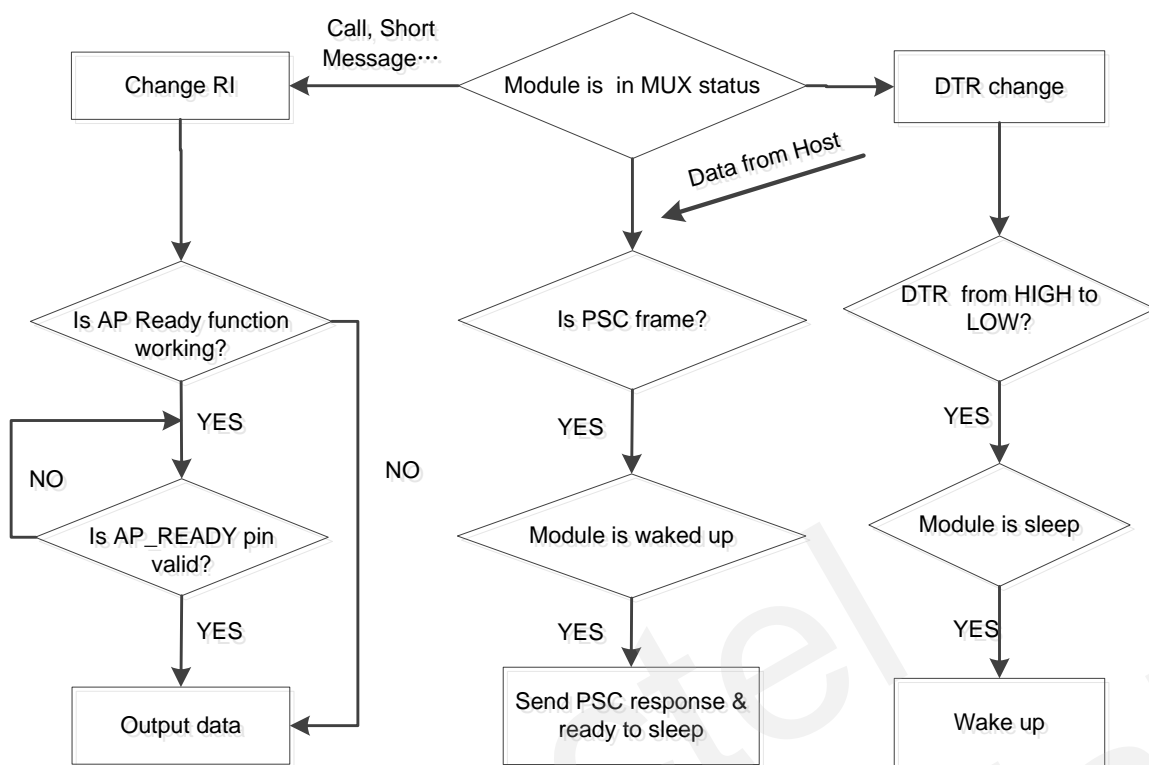 Call, Short
Message···
Change RI
Module is in MUX status
DTR change
Data from Host
Is AP Ready function
working?
Is PSC frame?
DTR from HIGH to
LOW?
YES
YES
YES
NO
NO
Is AP_READY pin
valid?
Module is waked up
Module is sleep
YES
YES
YES
Output data
Send PSC response &
ready to sleep
Wake up